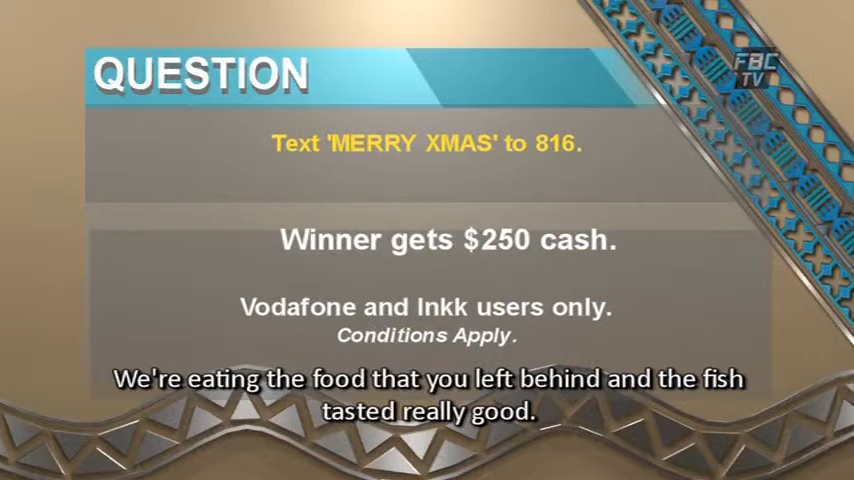 QUESTION
FBC
TV
Text 'MERRY XMAS' to 816.
Winner gets $250 cash.
Vodafone and Inkk users only.
Conditions Apply.
We're eating the food that you left behind and the fish
tasted really good.